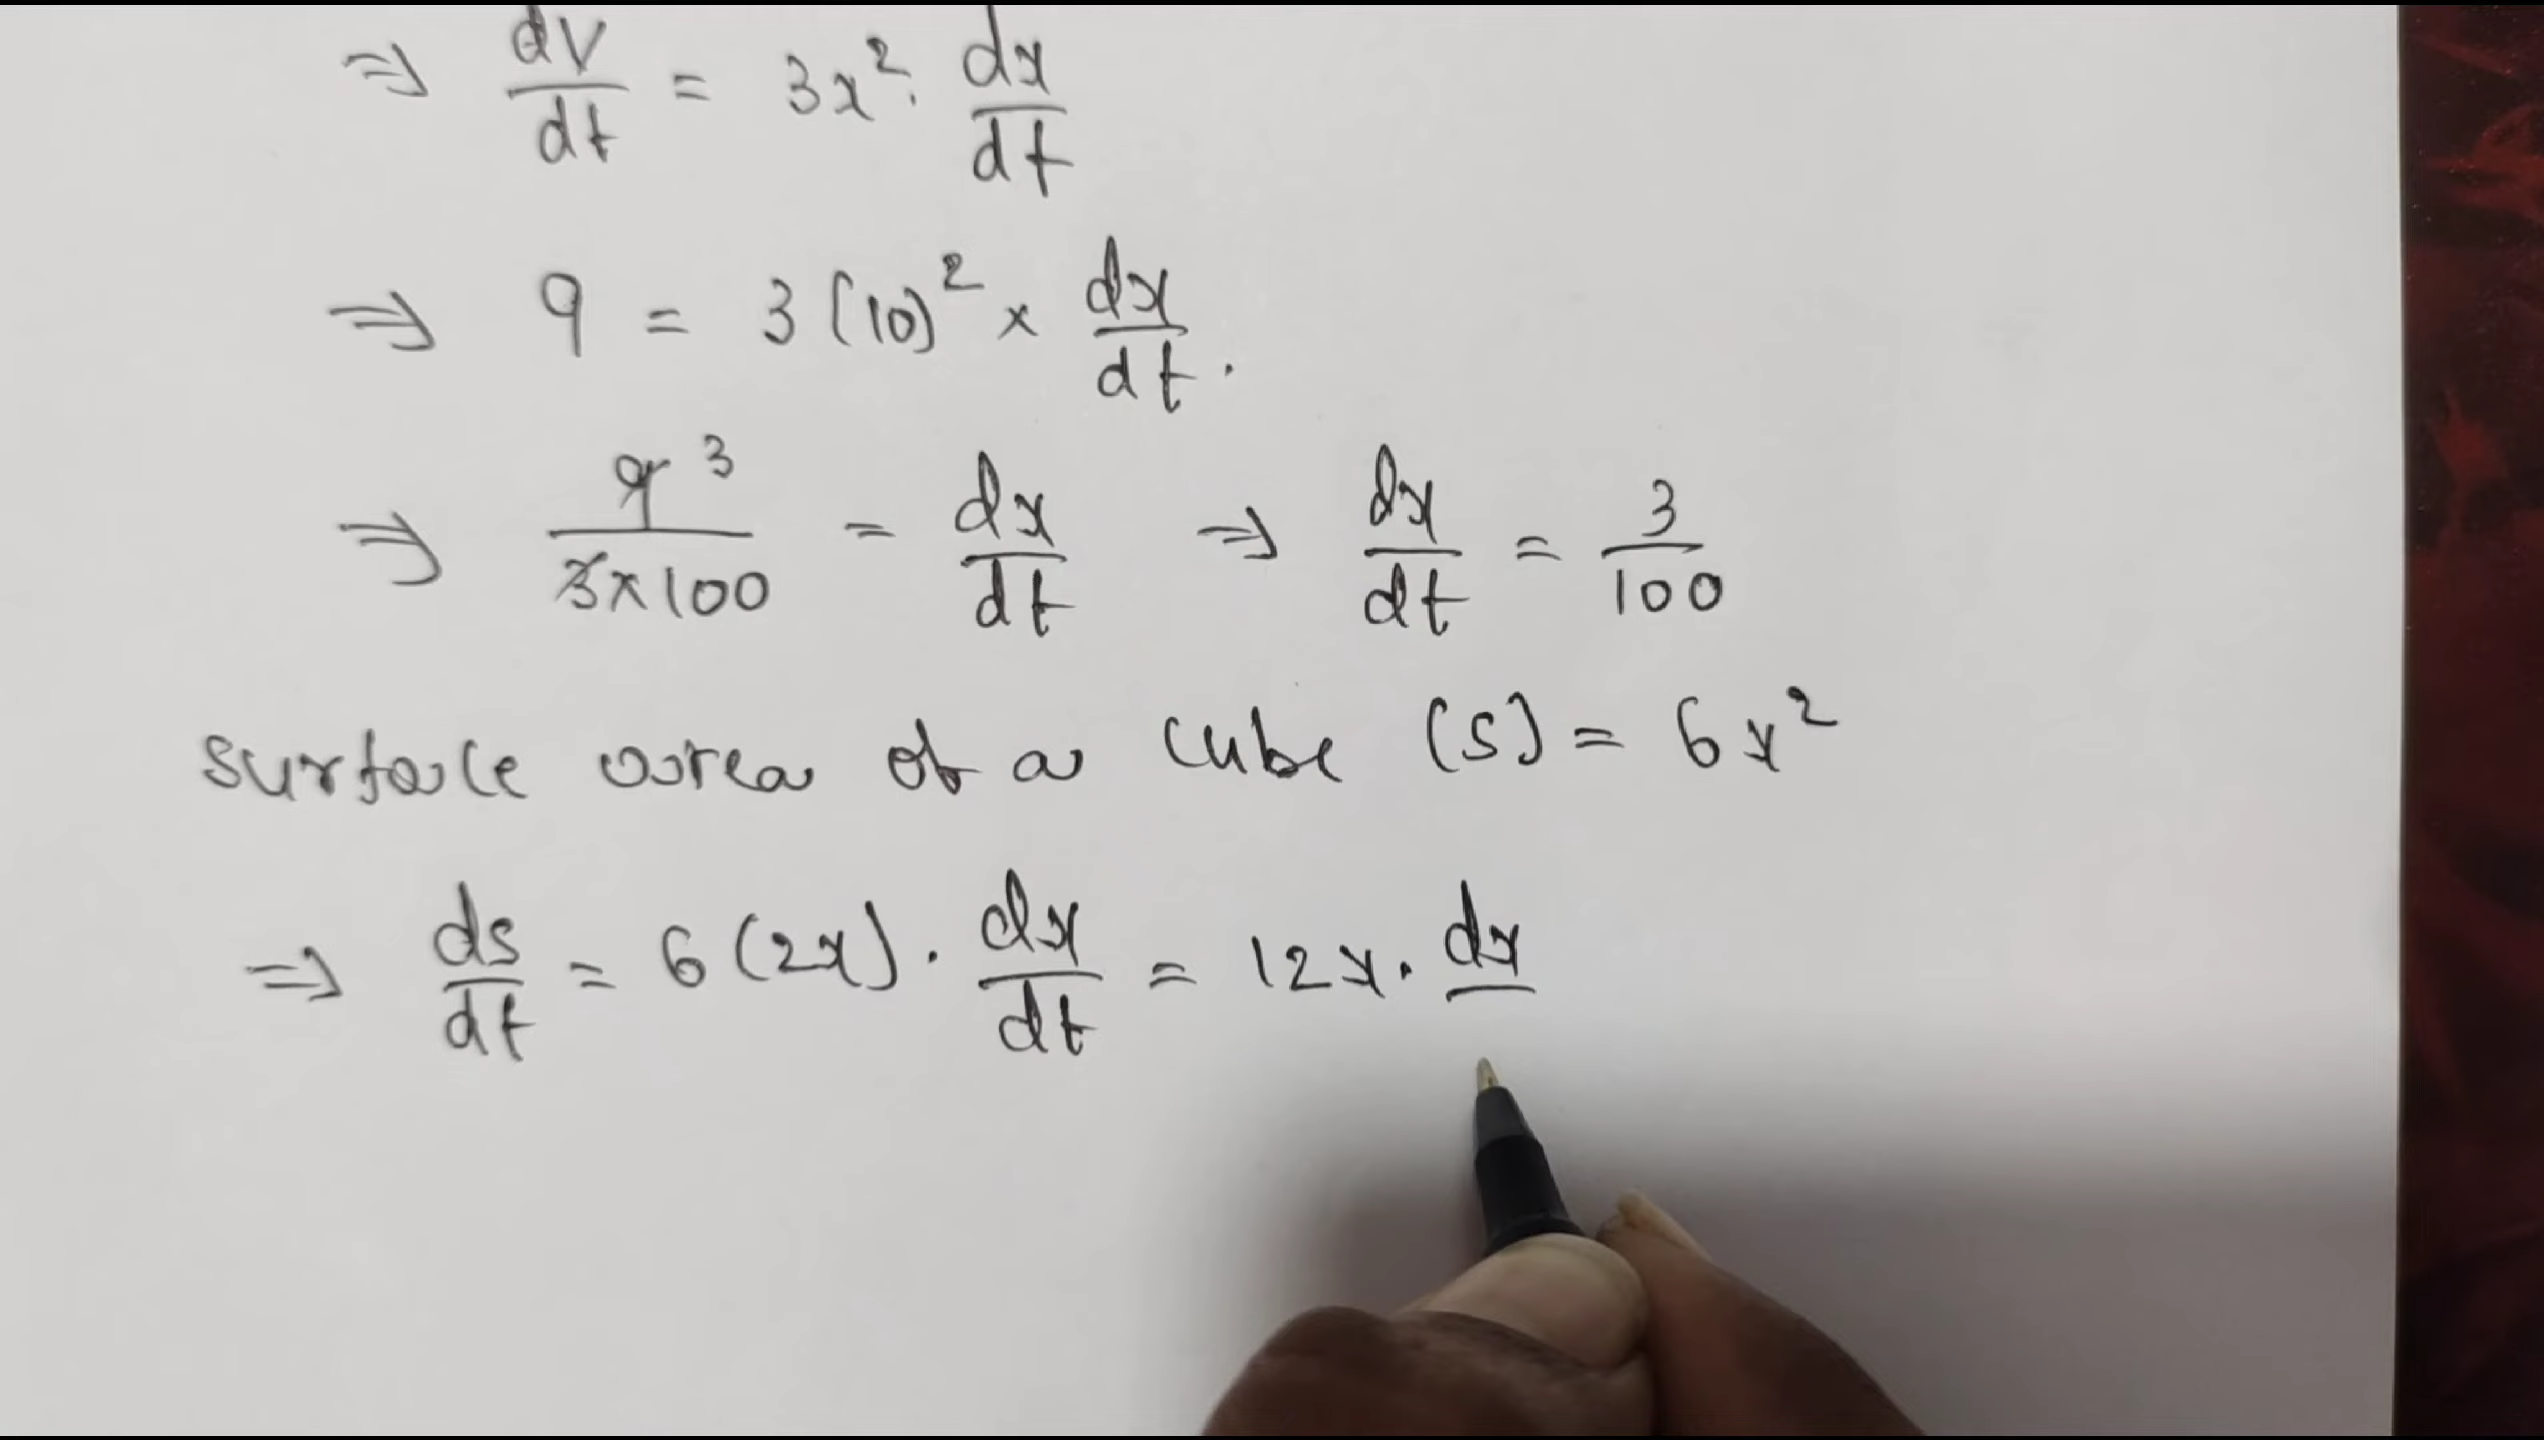 ⇒ dV/dt = 3x². dx/dt
⇒ 9 = 3(10)² × dx/dt.
⇒ 9 3/3×100 = dx/dt ⇒ dx/dt = 3/100
surface area of a cube (S) = 6x²
⇒ ds/dt = 6(2x). dx/dt = 12x. dx/